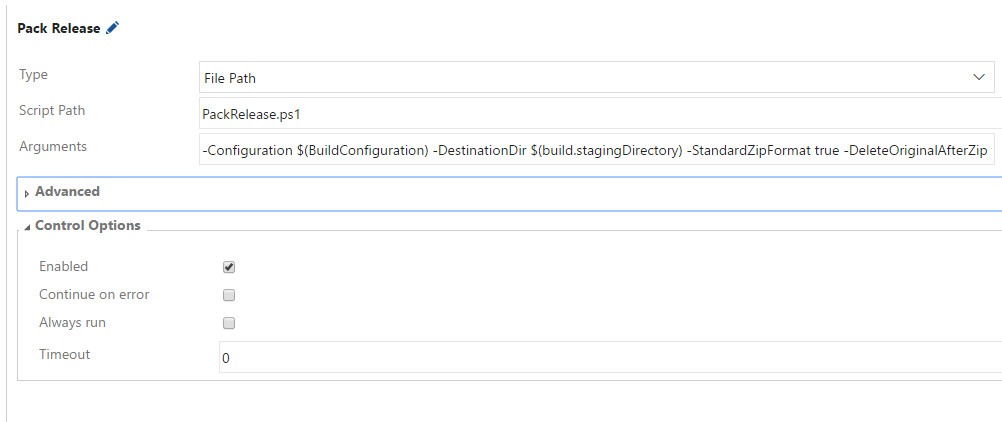 Pack Release
Type File Path
Script Path PackRelease.ps1
Arguments -Configuration $(BuildConfiguration) -DestinationDir $(build.stagingDirectory) -StandardZipFormat true -DeleteOriginalAfterZip
Advanced
Control Options
Enabled
Continue on error
Always run
Timeout 0